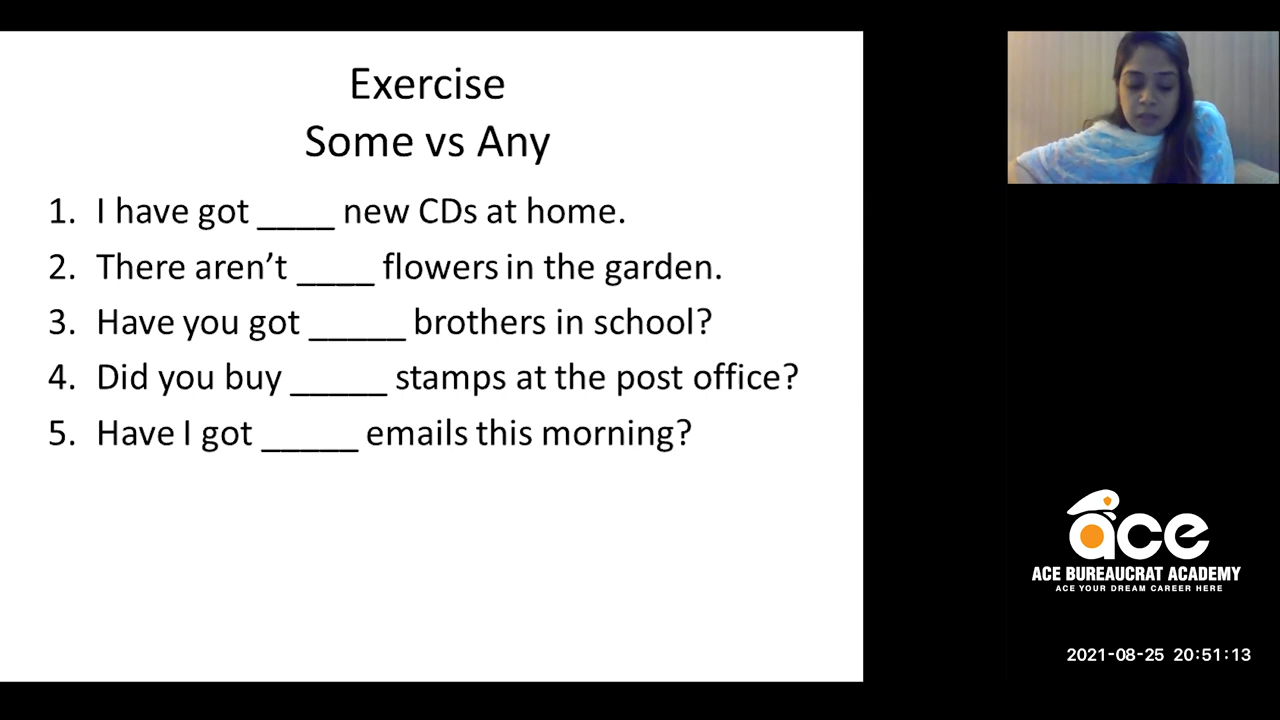 Exercise
Some vs Any
1. I have got ____ new CDs at home.
2. There aren’t ____ flowers in the garden.
3. Have you got _____ brothers in school?
4. Did you buy _____ stamps at the post office?
5. Have I got _____ emails this morning?
ace
ACE BUREAUCRAT ACADEMY
ACE YOUR DREAM CAREER HERE
2021-08-25 20:51:13